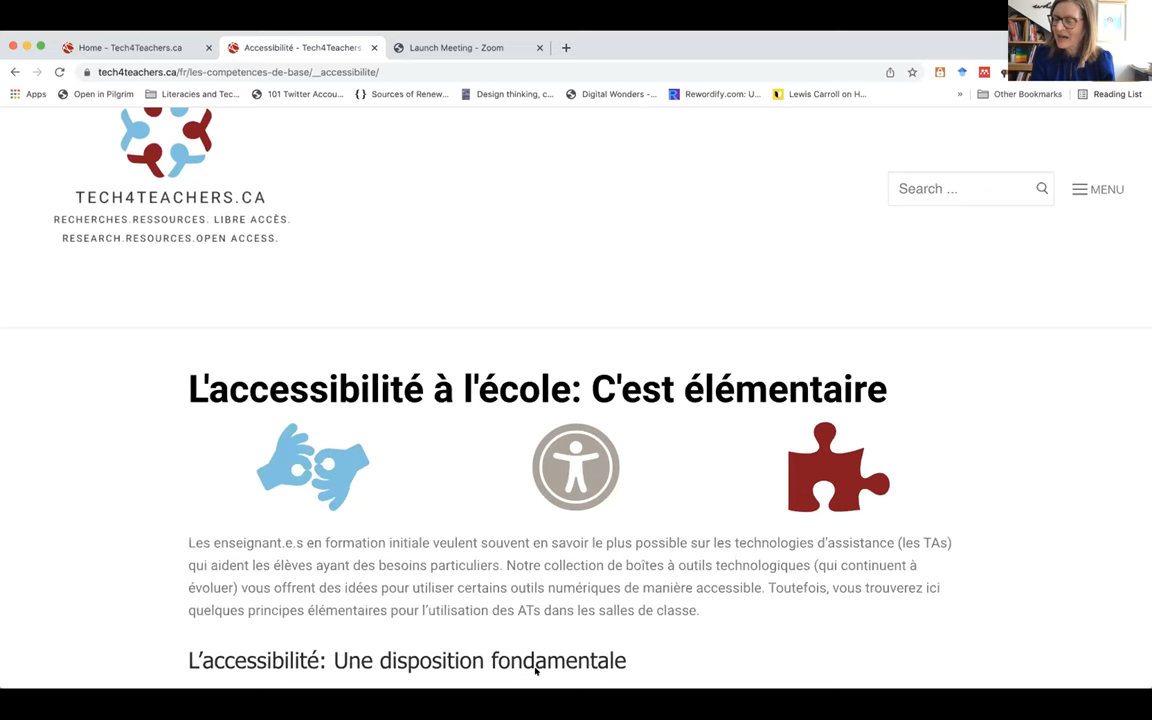 Home - Tech4Teachers.ca
Accessibilité - Tech4Teachers
Launch Meeting - Zoom
tech4teachers.ca/fr/les-competences-de-base/__accessibilite/
Apps
Open in Pilgrim
Literacies and Tec...
101 Twitter Accou...
Sources of Renew...
Design thinking, c...
Digital Wonders -...
Rewordify.com: U...
Lewis Carroll on H...
»
Other Bookmarks
Reading List
TECH4TEACHERS.CA
RECHERCHES.RESSOURCES. LIBRE ACCÈS.
RESEARCH.RESOURCES.OPEN ACCESS.
Search ...
MENU
L'accessibilité à l'école: C'est élémentaire
Les enseignant.e.s en formation initiale veulent souvent en savoir le plus possible sur les technologies d'assistance (les TAs)
qui aident les élèves ayant des besoins particuliers. Notre collection de boîtes à outils technologiques (qui continuent à
évoluer) vous offrent des idées pour utiliser certains outils numériques de manière accessible. Toutefois, vous trouverez ici
quelques principes élémentaires pour l'utilisation des ATs dans les salles de classe.
L'accessibilité: Une disposition fondamentale